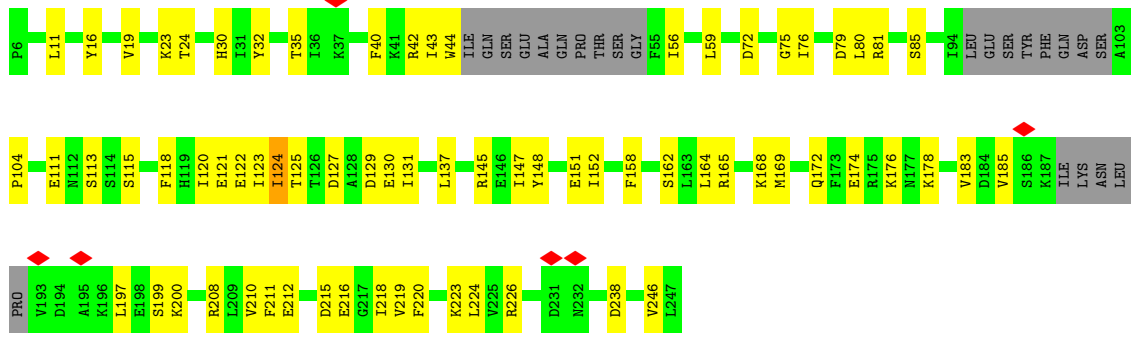 P6 L11 Y16 V19 K23 T24 H30 I31 Y32 T35 I36 K37 F40 K41 R42 I43 W44 ILE GLN SER GLU ALA GLN PRO THR SER GLY F55 I56 L59 D72 G75 I76 D79 L80 R81 S85 I94 LEU GLU SER TYR PHE GLN ASP SER A103
P104 E111 N112 S113 S114 S115 F118 H119 I120 E121 E122 I123 I124 T125 T126 D127 A128 D129 E130 I131 L137 R145 E146 I147 Y148 E151 I152 F158 S162 L163 L164 R165 K168 M169 Q172 F173 E174 R175 K176 N177 K178 V183 D184 V185 S186 K187 ILE LYS ASN LEU
PRO V193 D194 A195 K196 L197 E198 S199 K200 R208 L209 V210 F211 E212 D215 E216 G217 I218 V219 F220 K223 L224 V225 R226 D231 N232 D238 V246 L247